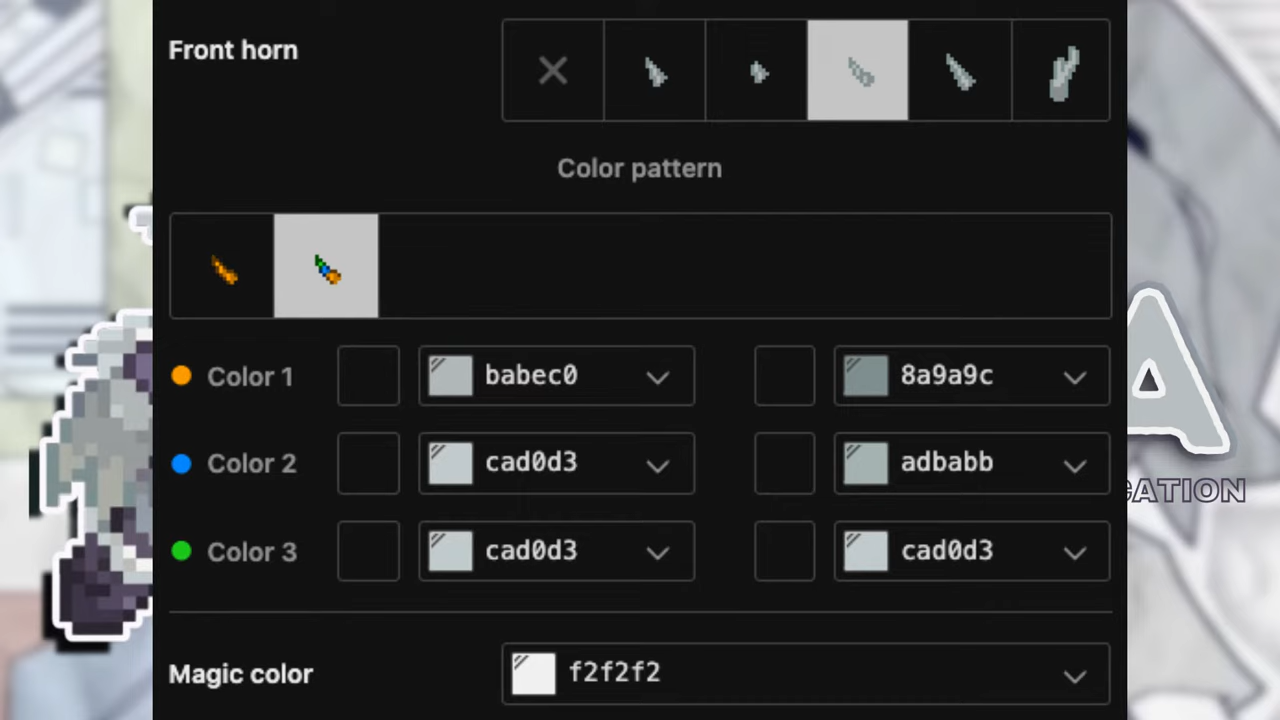 Front horn
Color pattern
Color 1 babec0 8a9a9c
Color 2 cad0d3 adbabb
Color 3 cad0d3 cad0d3
Magic color f2f2f2
A
CATION